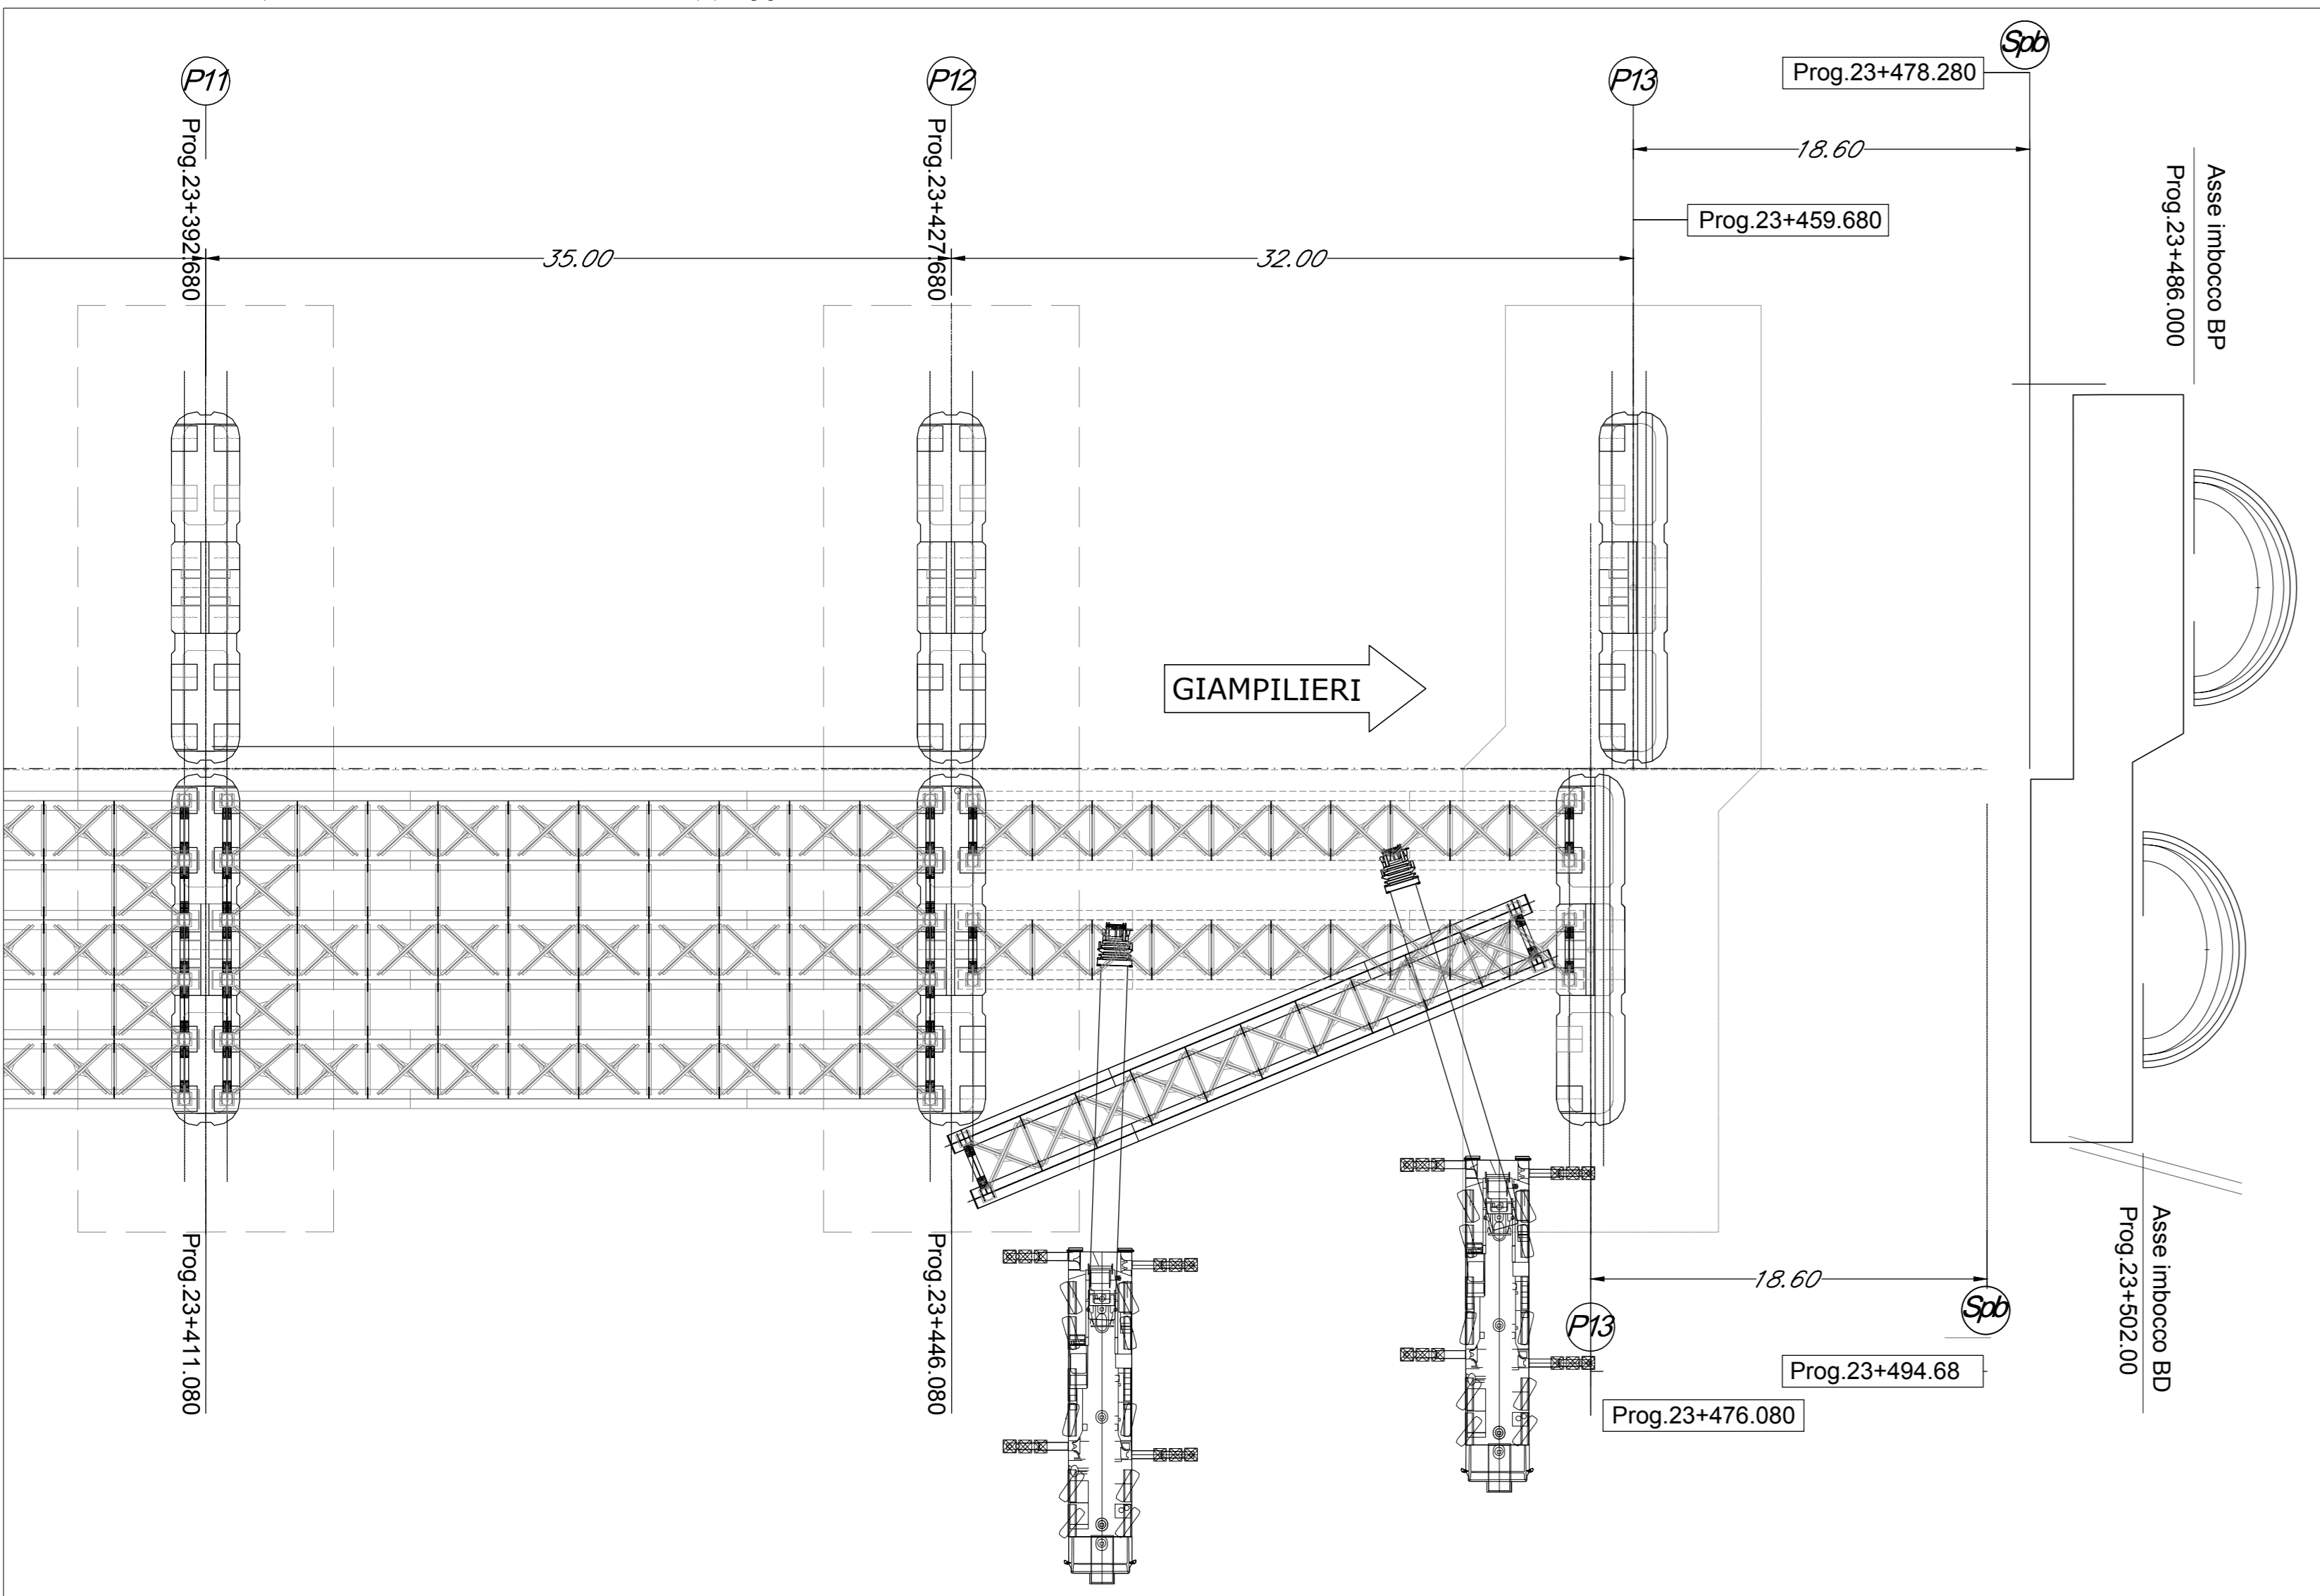 P11
P12
P13
Spb
Prog.23+478.280
18.60
Prog.23+459.680
Prog.23+392.680
Prog.23+427.680
35.00
32.00
Asse imbocco BP
Prog.23+486.000
GIAMPILIERI
Prog.23+411.080
Prog.23+446.080
18.60
P13
Spb
Prog.23+494.68
Prog.23+476.080
Asse imbocco BD
Prog.23+502.00